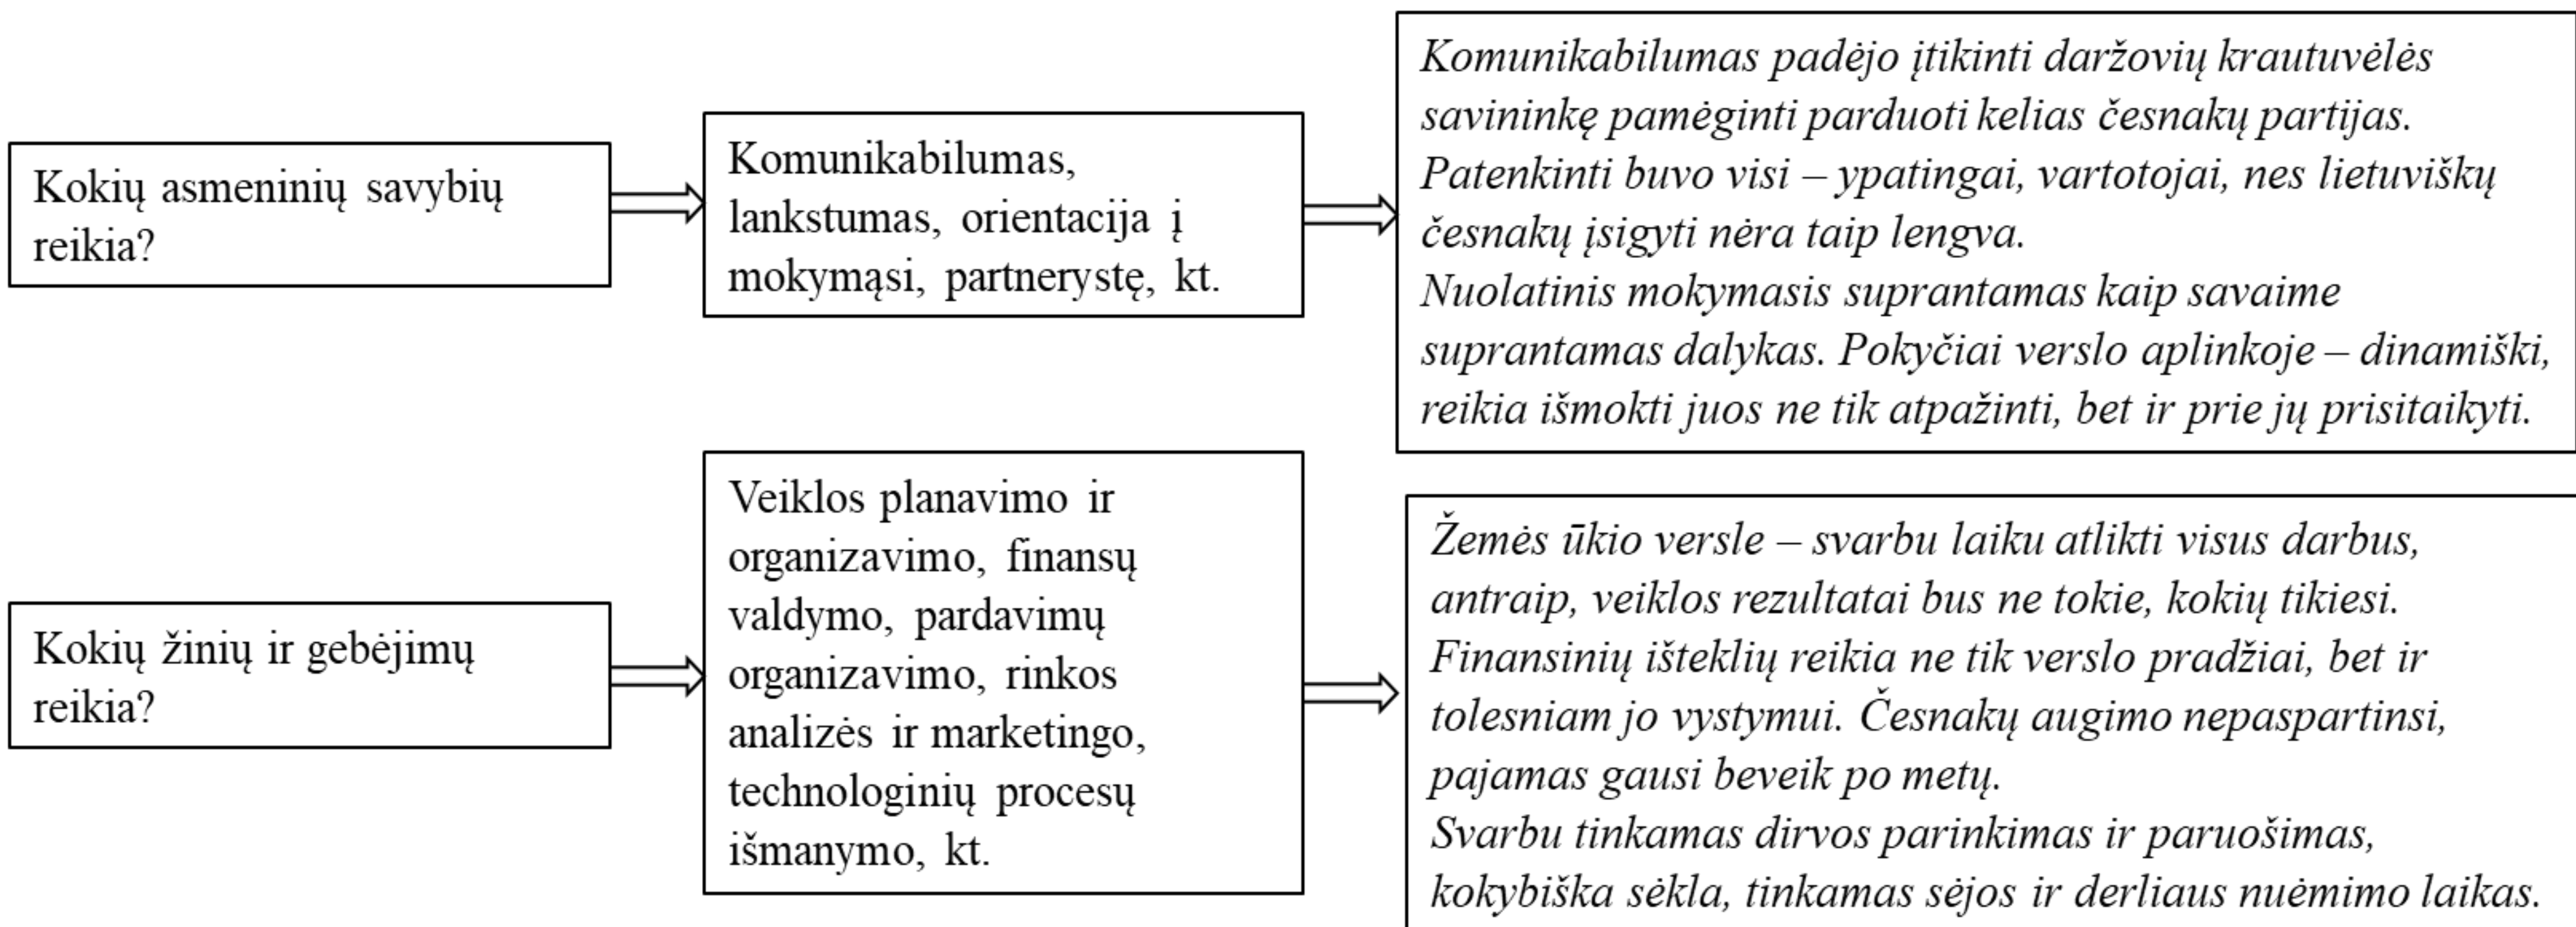 Kokių asmeninių savybių
reikia?
Komunikabilumas,
lankstumas, orientacija į
mokymąsi, partnerystę, kt.
Komunikabilumas padėjo įtikinti daržovių krautuvėlės
savininkę pamėginti parduoti kelias česnakų partijas.
Patenkinti buvo visi – ypatingai, vartotojai, nes lietuviškų
česnakų įsigyti nėra taip lengva.
Nuolatinis mokymasis suprantamas kaip savaime
suprantamas dalykas. Pokyčiai verslo aplinkoje – dinamiški,
reikia išmokti juos ne tik atpažinti, bet ir prie jų prisitaikyti.
Kokių žinių ir gebėjimų
reikia?
Veiklos planavimo ir
organizavimo, finansų
valdymo, pardavimų
organizavimo, rinkos
analizės ir marketingo,
technologinių procesų
išmanymo, kt.
Žemės ūkio versle – svarbu laiku atlikti visus darbus,
antraip, veiklos rezultatai bus ne tokie, kokių tikiesi.
Finansinių išteklių reikia ne tik verslo pradžiai, bet ir
tolesniam jo vystymui. Česnakų augimo nepaspartinsi,
pajamas gausi beveik po metų.
Svarbu tinkamas dirvos parinkimas ir paruošimas,
kokybiška sėkla, tinkamas sėjos ir derliaus nuėmimo laikas.